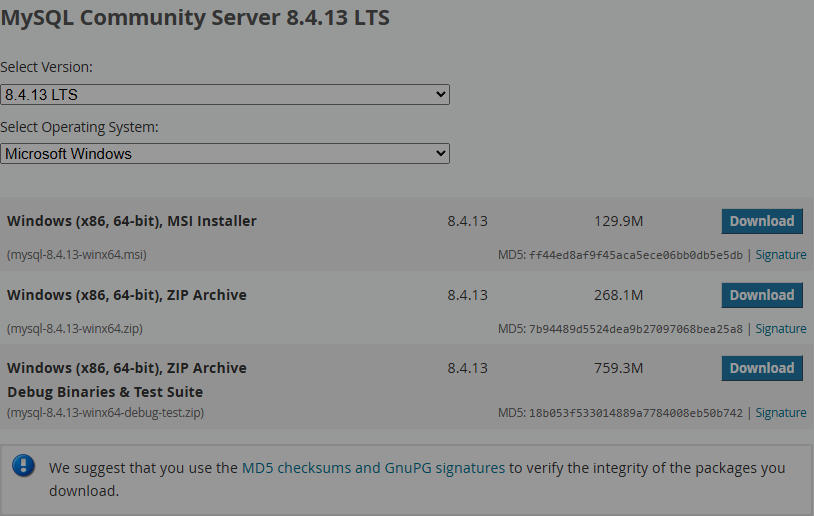 MySQL Community Server 8.4.13 LTS
Select Version:
8.4.13 LTS
Select Operating System:
Microsoft Windows
Windows (x86, 64-bit), MSI Installer 8.4.13 129.9M Download
(mysql-8.4.13-winx64.msi) MD5: ff44ed8af9f45aca5ece06bb0db5e5db | Signature
Windows (x86, 64-bit), ZIP Archive 8.4.13 268.1M Download
(mysql-8.4.13-winx64.zip) MD5: 7b94489d5524dea9b27097068bea25a8 | Signature
Windows (x86, 64-bit), ZIP Archive 8.4.13 759.3M Download
Debug Binaries & Test Suite
(mysql-8.4.13-winx64-debug-test.zip) MD5: 18b053f533014889a7784008eb50b742 | Signature
We suggest that you use the MD5 checksums and GnuPG signatures to verify the integrity of the packages you
download.